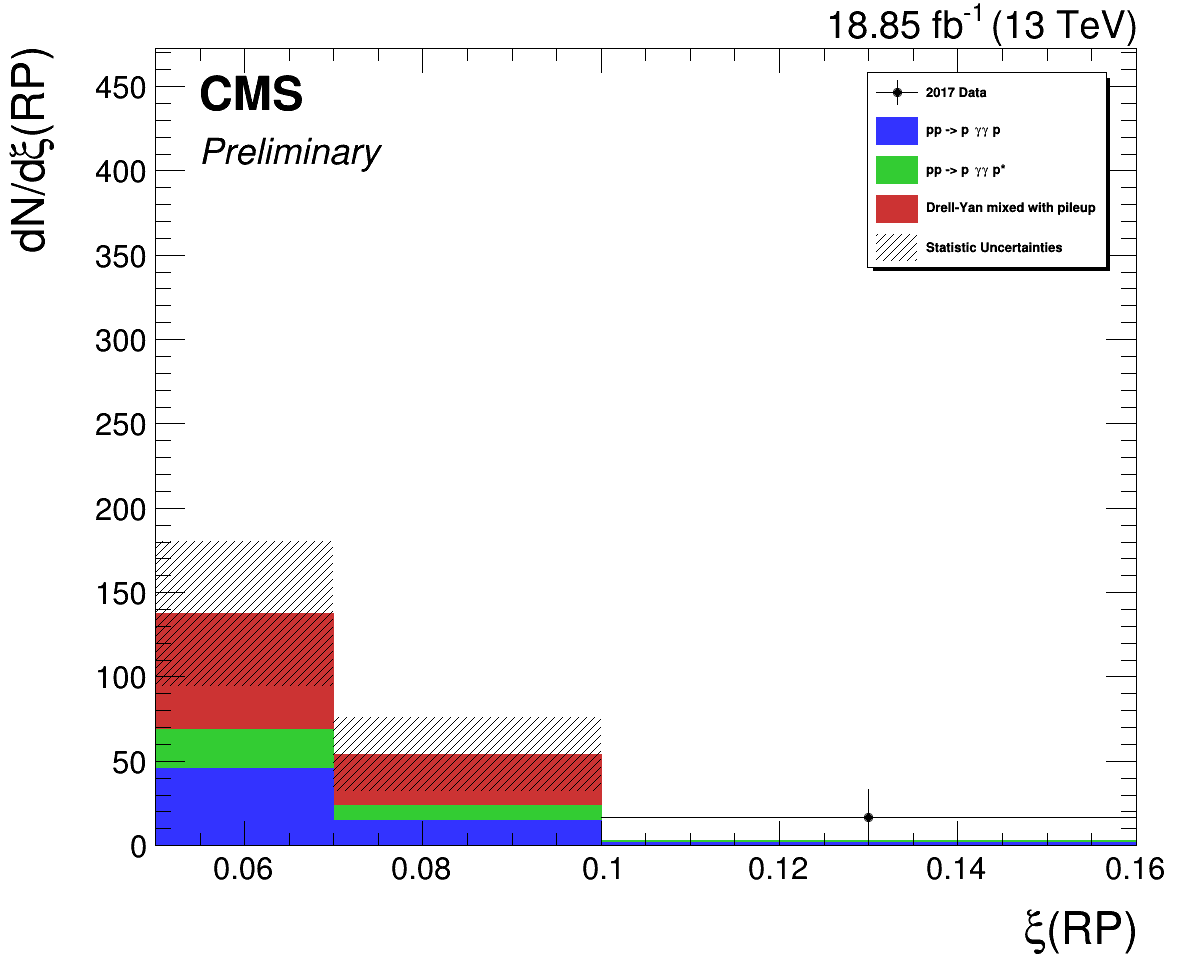 18.85 fb⁻¹ (13 TeV)
dN/dξ(RP)
CMS
Preliminary
2017 Data
pp -> p γγ p
pp -> p γγ p*
Drell-Yan mixed with pileup
Statistic Uncertainties
450
400
350
300
250
200
150
100
50
0
0.06 0.08 0.1 0.12 0.14 0.16
ξ(RP)